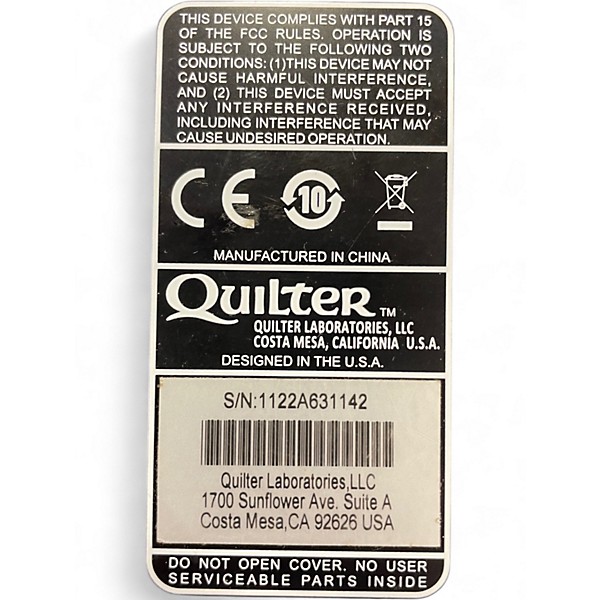 THIS DEVICE COMPLIES WITH PART 15
OF THE FCC RULES. OPERATION IS
SUBJECT TO THE FOLLOWING TWO
CONDITIONS: (1)THIS DEVICE MAY NOT
CAUSE HARMFUL INTERFERENCE,
AND (2) THIS DEVICE MUST ACCEPT
ANY INTERFERENCE RECEIVED,
INCLUDING INTERFERENCE THAT MAY
CAUSE UNDESIRED OPERATION.
CE 10
MANUFACTURED IN CHINA
QUILTER TM
QUILTER LABORATORIES, LLC
COSTA MESA, CALIFORNIA U.S.A.
DESIGNED IN THE U.S.A.
S/N:1122A631142
Quilter Laboratories,LLC
1700 Sunflower Ave. Suite A
Costa Mesa,CA 92626 USA
DO NOT OPEN COVER. NO USER
SERVICEABLE PARTS INSIDE